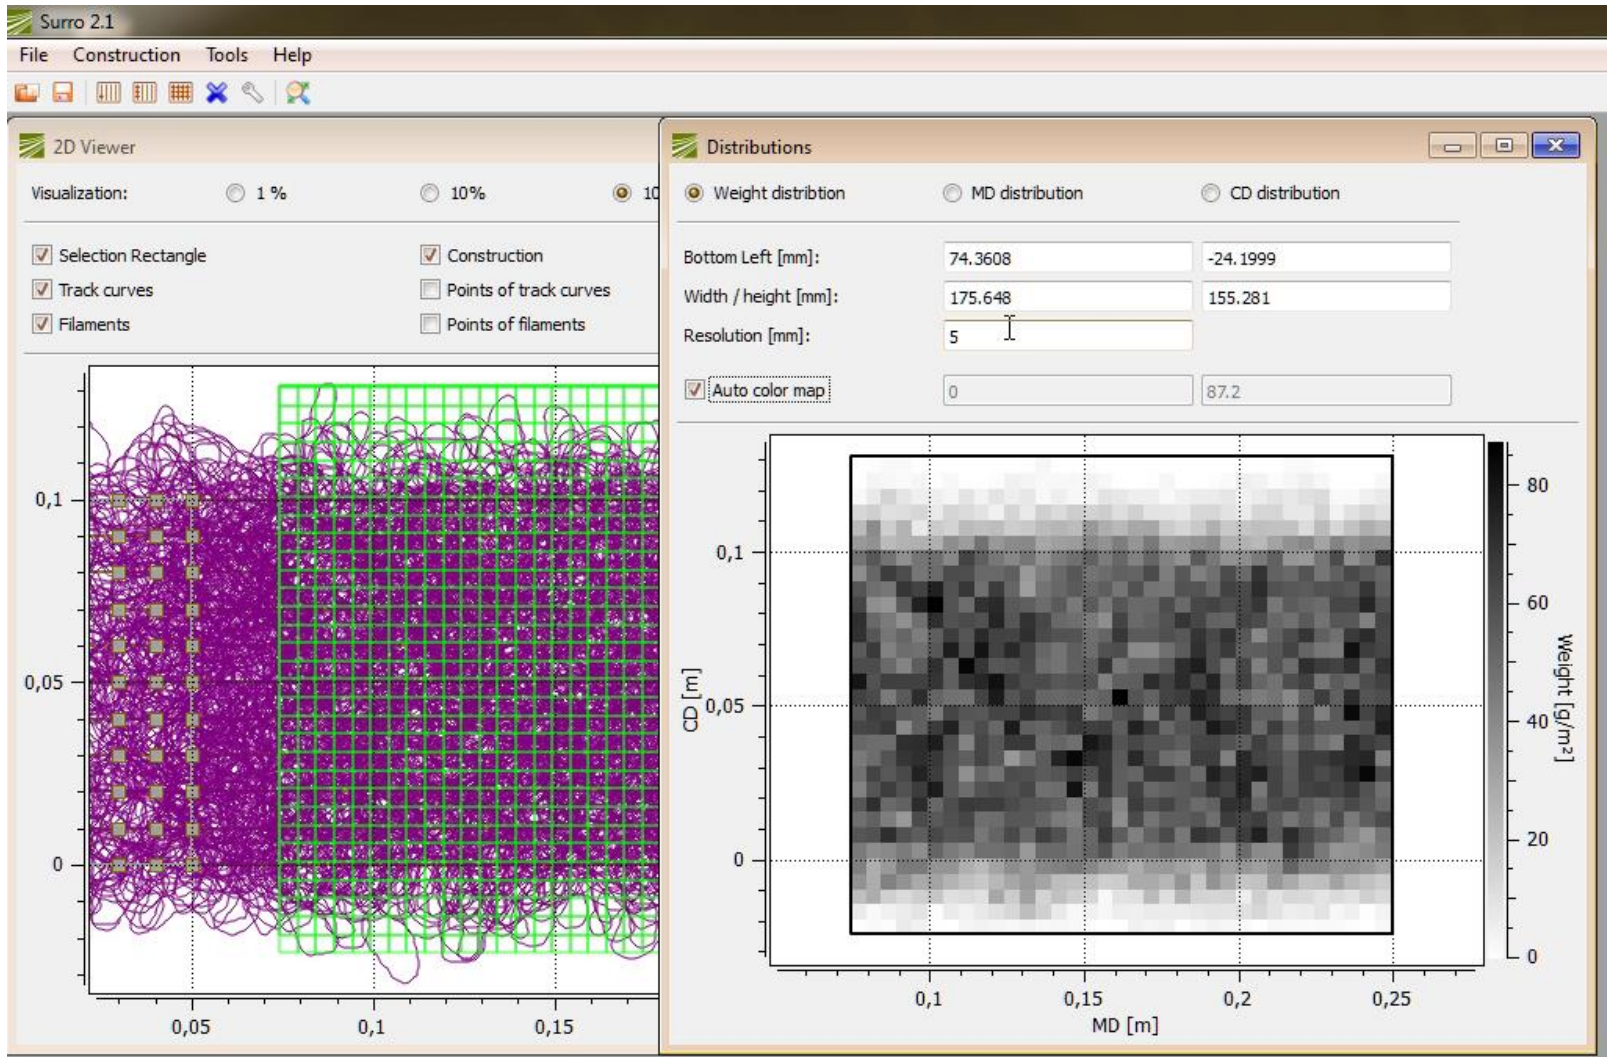 Surro 2.1
File Construction Tools Help
2D Viewer
Visualization: 1 % 10% 10
Selection Rectangle Construction
Track curves Points of track curves
Filaments Points of filaments
0,1
0,05
0
0,05 0,1 0,15
Distributions
Weight distribtion MD distribution CD distribution
Bottom Left [mm]: 74.3608 -24.1999
Width / height [mm]: 175.648 155.281
Resolution [mm]: 5
Auto color map 0 87.2
0,1
0,05
0
CD [m]
0,1 0,15 0,2 0,25
MD [m]
80
60
40
20
0
Weight [g/m²]